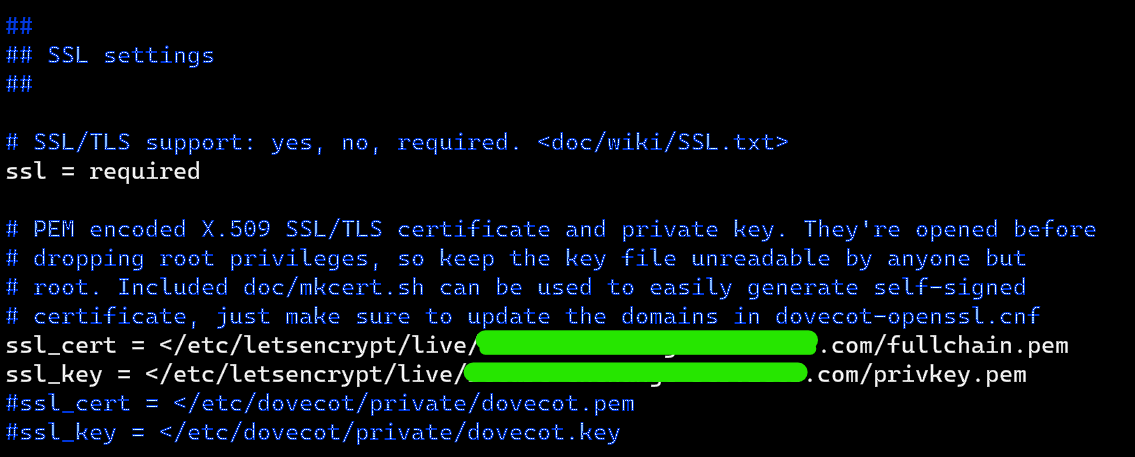 ##
## SSL settings
##
# SSL/TLS support: yes, no, required. <doc/wiki/SSL.txt>
ssl = required
# PEM encoded X.509 SSL/TLS certificate and private key. They're opened before
# dropping root privileges, so keep the key file unreadable by anyone but
# root. Included doc/mkcert.sh can be used to easily generate self-signed
# certificate, just make sure to update the domains in dovecot-openssl.cnf
ssl_cert = </etc/letsencrypt/live/ .com/fullchain.pem
ssl_key = </etc/letsencrypt/live/ .com/privkey.pem
#ssl_cert = </etc/dovecot/private/dovecot.pem
#ssl_key = </etc/dovecot/private/dovecot.key